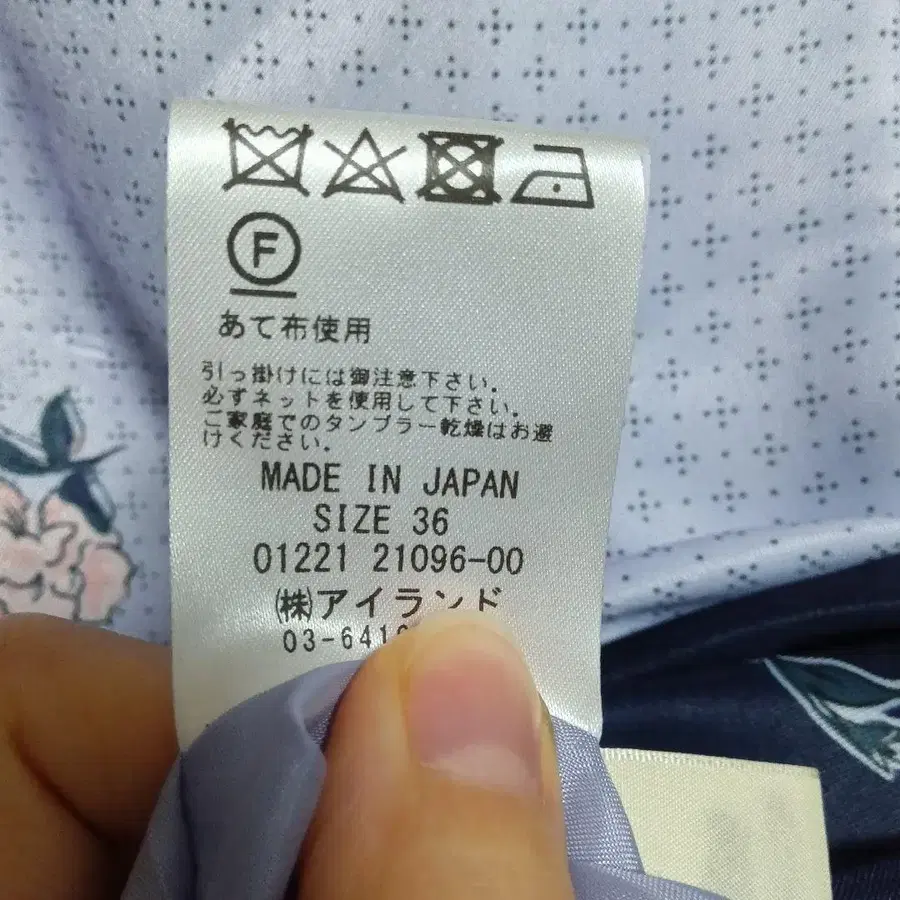 F
あて布使用
引っ掛けには御注意下さい。
必ずネットを使用して下さい。
ご家庭でのタンブラー乾燥はお避
けください。
MADE IN JAPAN
SIZE 36
01221 21096-00
㈱アイランド
03-641